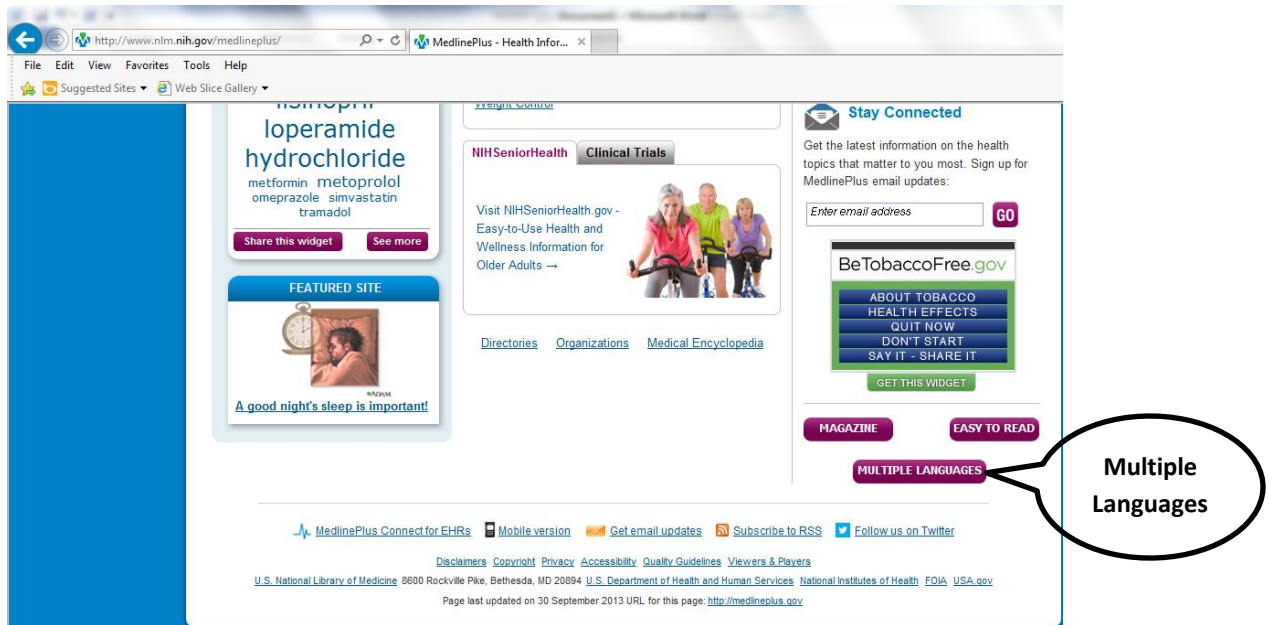 http://www.nlm.nih.gov/medlineplus/
MedlinePlus - Health Infor...
File Edit View Favorites Tools Help
Suggested Sites Web Slice Gallery
lisinopril
loperamide
hydrochloride
metformin metoprolol
omeprazole simvastatin
tramadol
Share this widget See more
FEATURED SITE
A good night's sleep is important!
Weight Control
NIHSeniorHealth Clinical Trials
Visit NIHSeniorHealth.gov -
Easy-to-Use Health and
Wellness Information for
Older Adults →
Directories Organizations Medical Encyclopedia
Stay Connected
Get the latest information on the health
topics that matter to you most. Sign up for
MedlinePlus email updates:
Enter email address GO
BeTobaccoFree.gov
ABOUT TOBACCO
HEALTH EFFECTS
QUIT NOW
DON'T START
SAY IT - SHARE IT
GET THIS WIDGET
MAGAZINE EASY TO READ
MULTIPLE LANGUAGES
Multiple
Languages
MedlinePlus Connect for EHRs Mobile version Get email updates Subscribe to RSS Follow us on Twitter
Disclaimers Copyright Privacy Accessibility Quality Guidelines Viewers & Players
U.S. National Library of Medicine 8600 Rockville Pike, Bethesda, MD 20894 U.S. Department of Health and Human Services National Institutes of Health FOIA USA.gov
Page last updated on 30 September 2013 URL for this page: http://medlineplus.gov